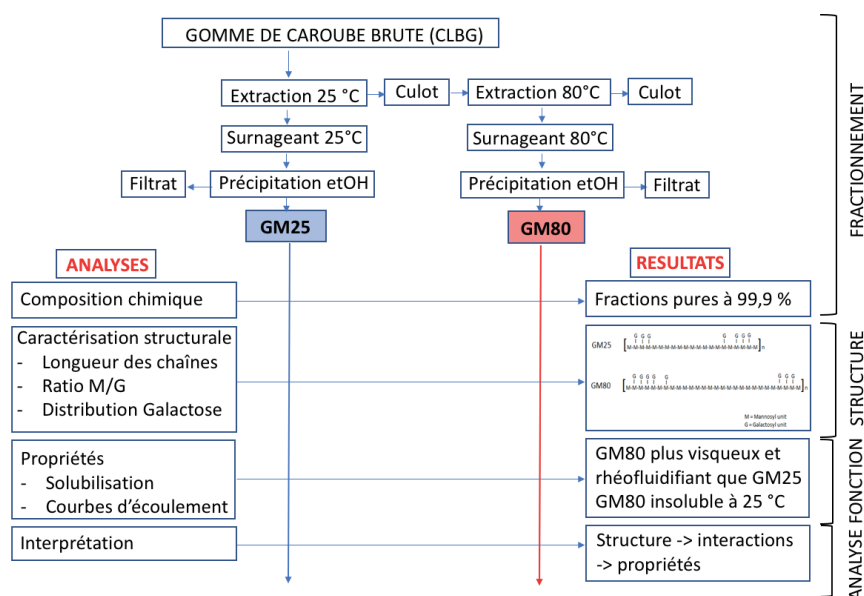 GOMME DE CAROUBE BRUTE (CLBG)
Extraction 25 °C
Culot
Extraction 80°C
Culot
Surnageant 25°C
Surnageant 80°C
Filtrat
Précipitation etOH
Précipitation etOH
Filtrat
GM25
GM80
FRACTIONNEMENT
ANALYSES
RESULTATS
Composition chimique
Fractions pures à 99,9 %
Caractérisation structurale
- Longueur des chaînes
- Ratio M/G
- Distribution Galactose
G G G G G G G
GM25
GM80
G G G G G G G G
M = Mannosyl unit
G = Galactosyl unit
STRUCTURE
Propriétés
- Solubilisation
- Courbes d'écoulement
GM80 plus visqueux et
rhéofluidifiant que GM25
GM80 insoluble à 25 °C
FONCTION
Interprétation
Structure -> interactions
-> propriétés
ANALYSE